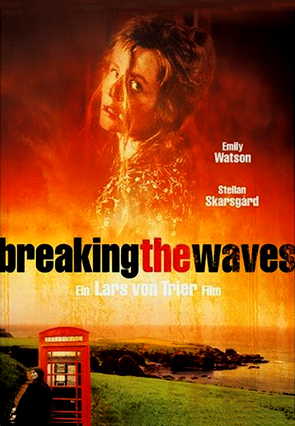 Emily
Watson
Stellan
Skarsgård
breakingthewaves
Ein Lars von Trier Film